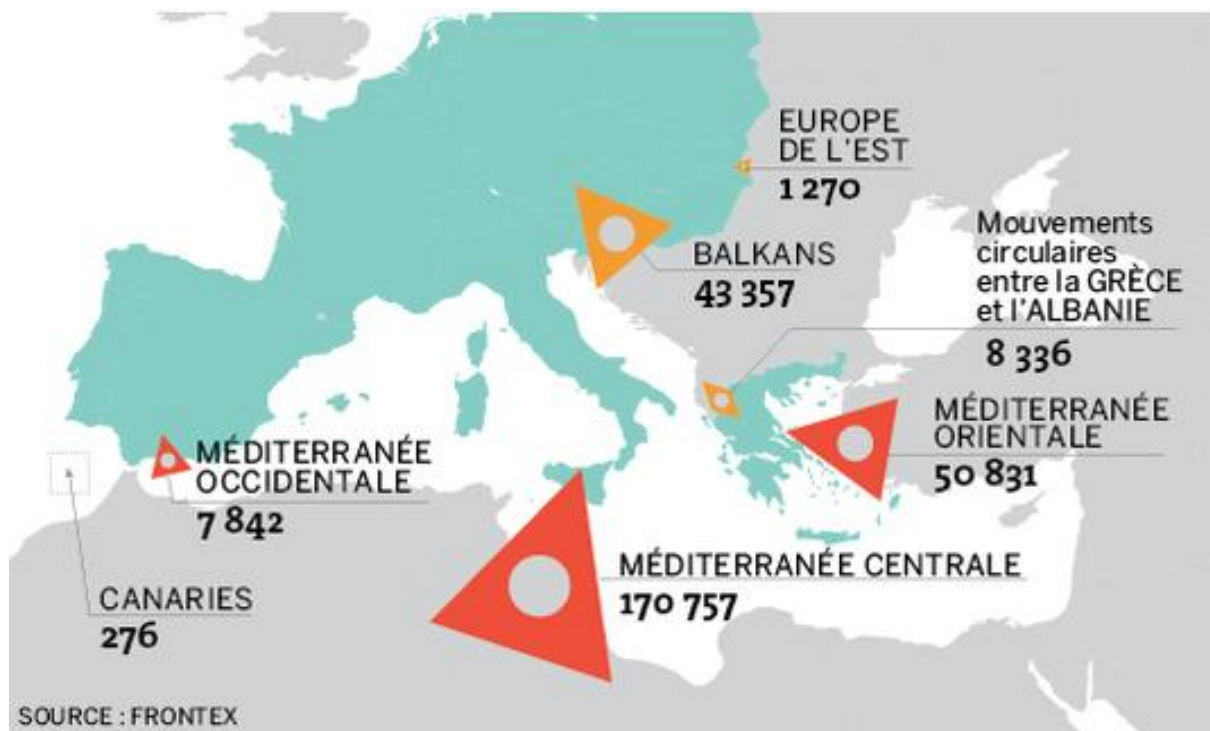 EUROPE
DE L'EST
1 270
Mouvements
circulaires
entre la GRÈCE
et l'ALBANIE
8 336
BALKANS
43 357
MÉDITERRANÉE
ORIENTALE
50 831
MÉDITERRANÉE
OCCIDENTALE
7 842
MÉDITERRANÉE CENTRALE
170 757
CANARIES
276
SOURCE : FRONTEX